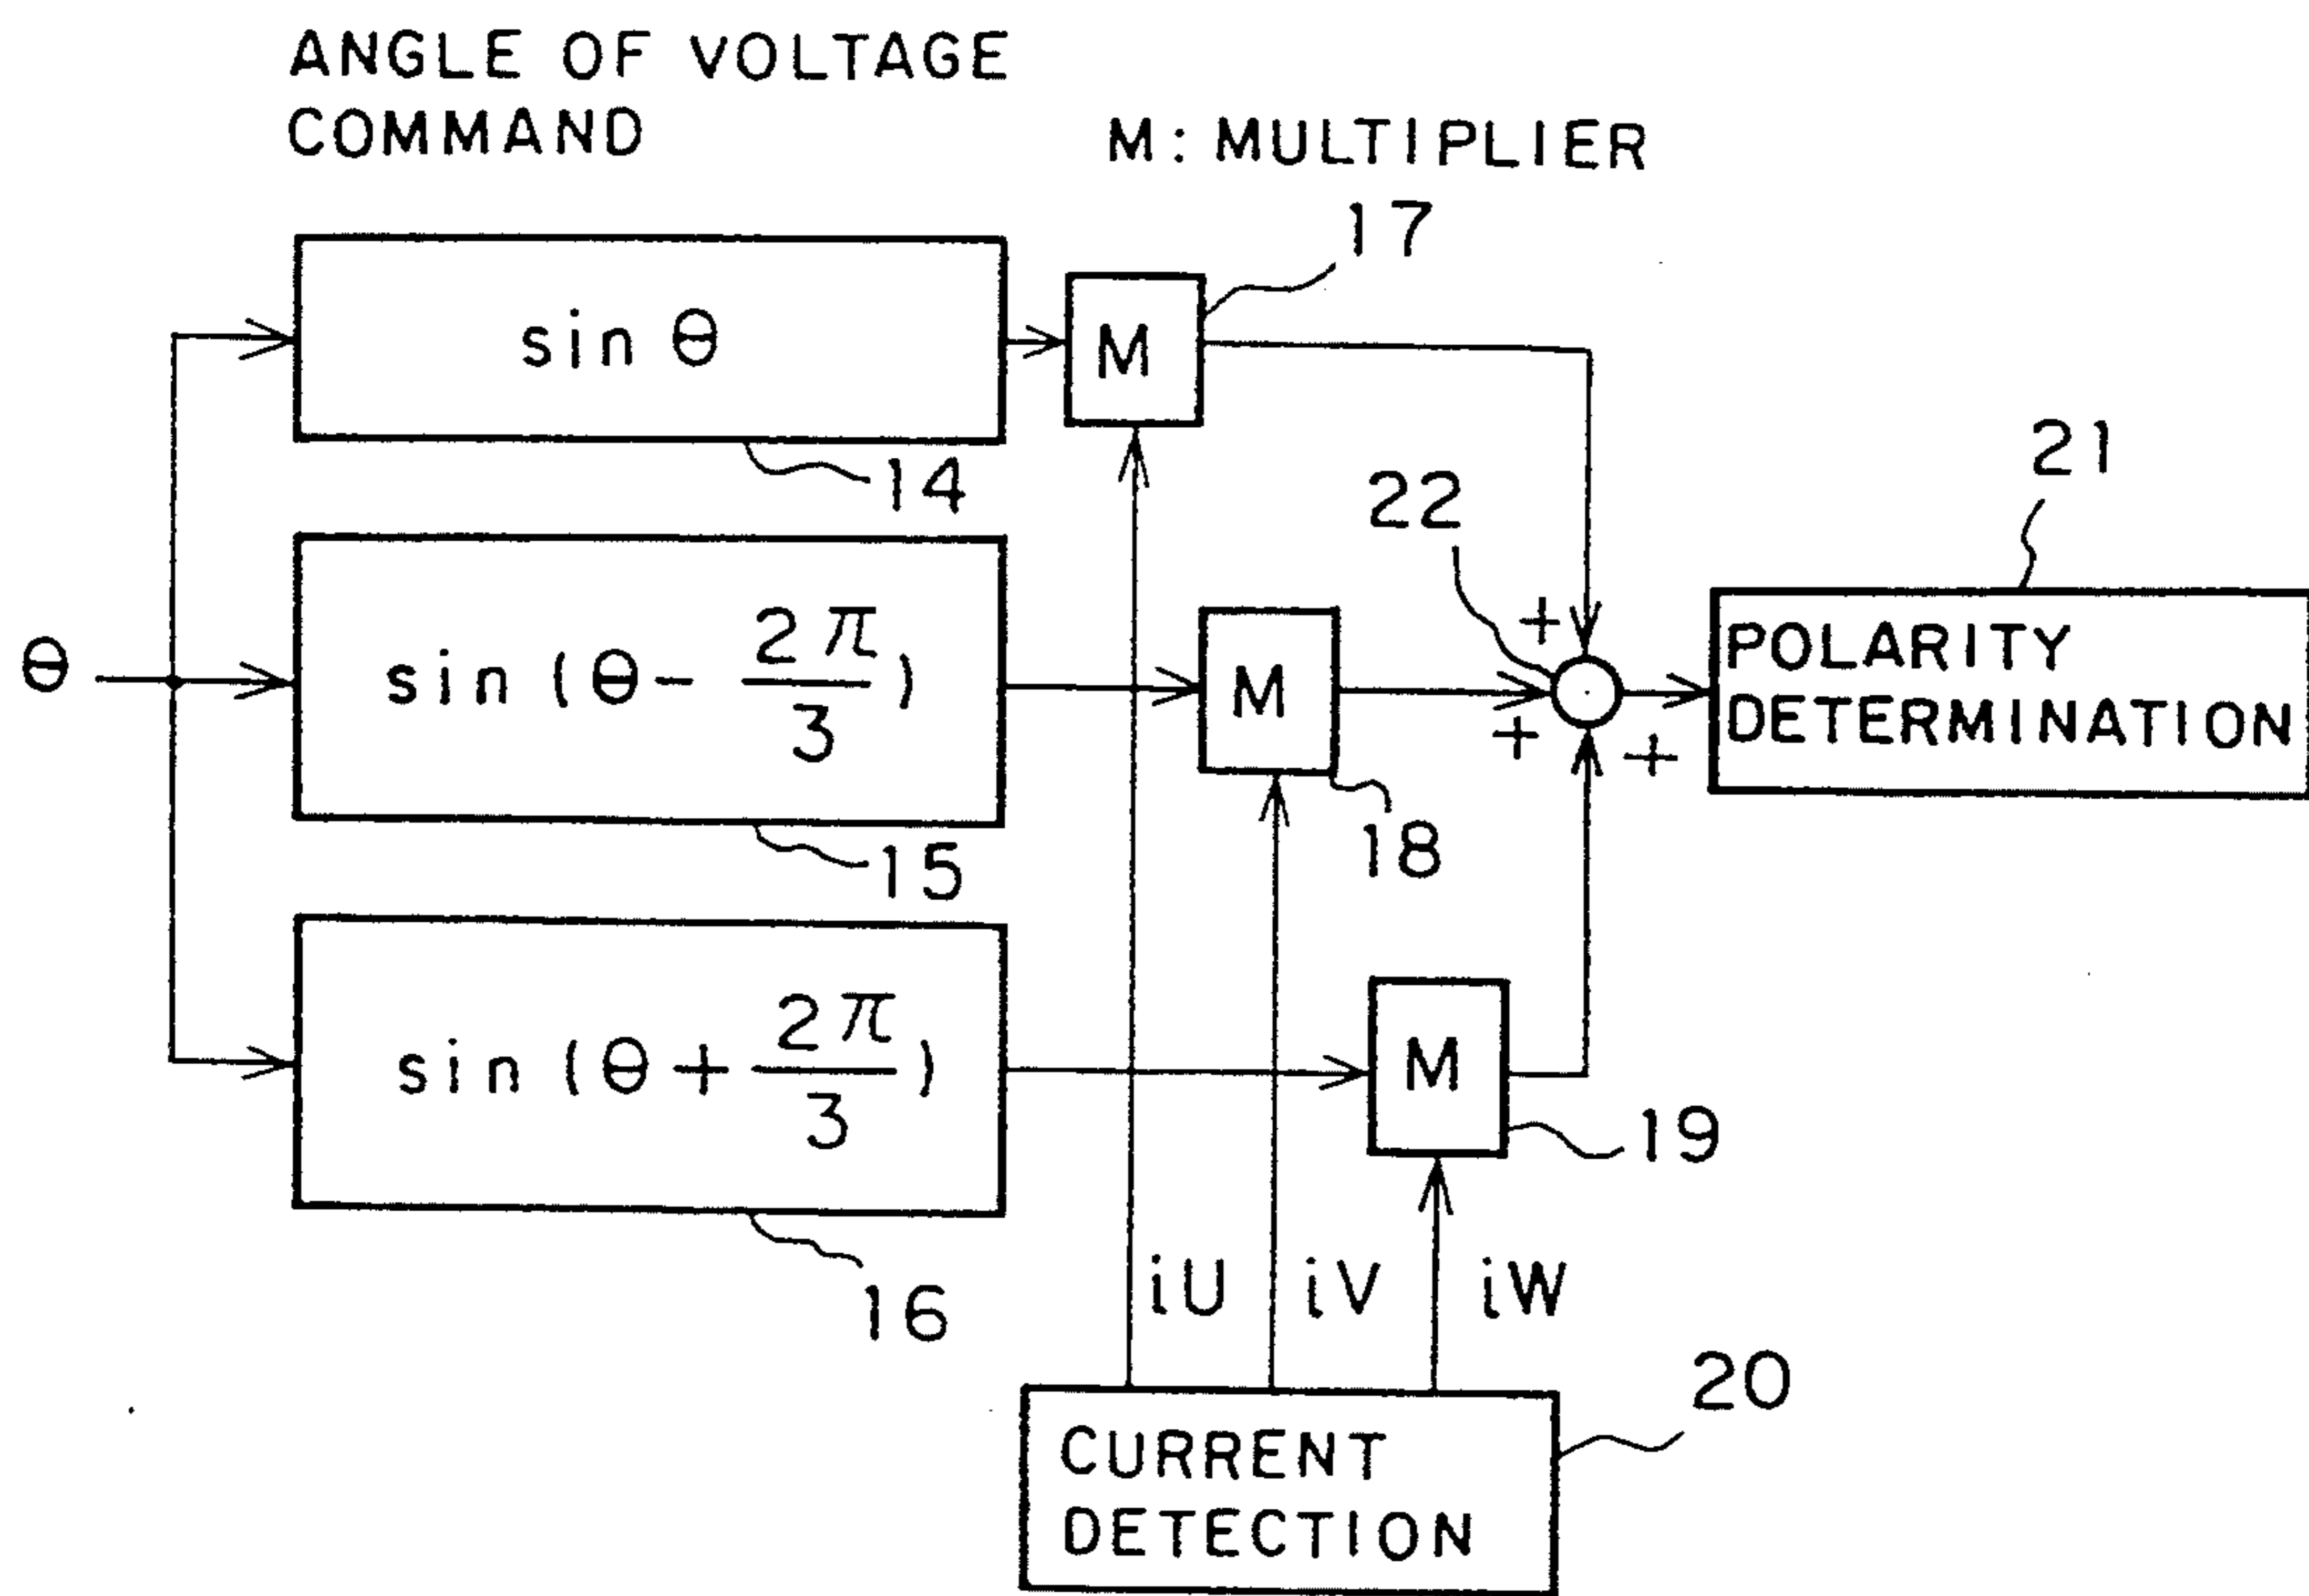 ANGLE OF VOLTAGE
COMMAND
M: MULTIPLIER
17
sin θ
M
14
22
21
θ
sin (θ- 2π/3)
M
+
+
+
POLARITY
DETERMINATION
18
15
sin (θ+ 2π/3)
M
19
16
iU
iV
iW
20
CURRENT
DETECTION